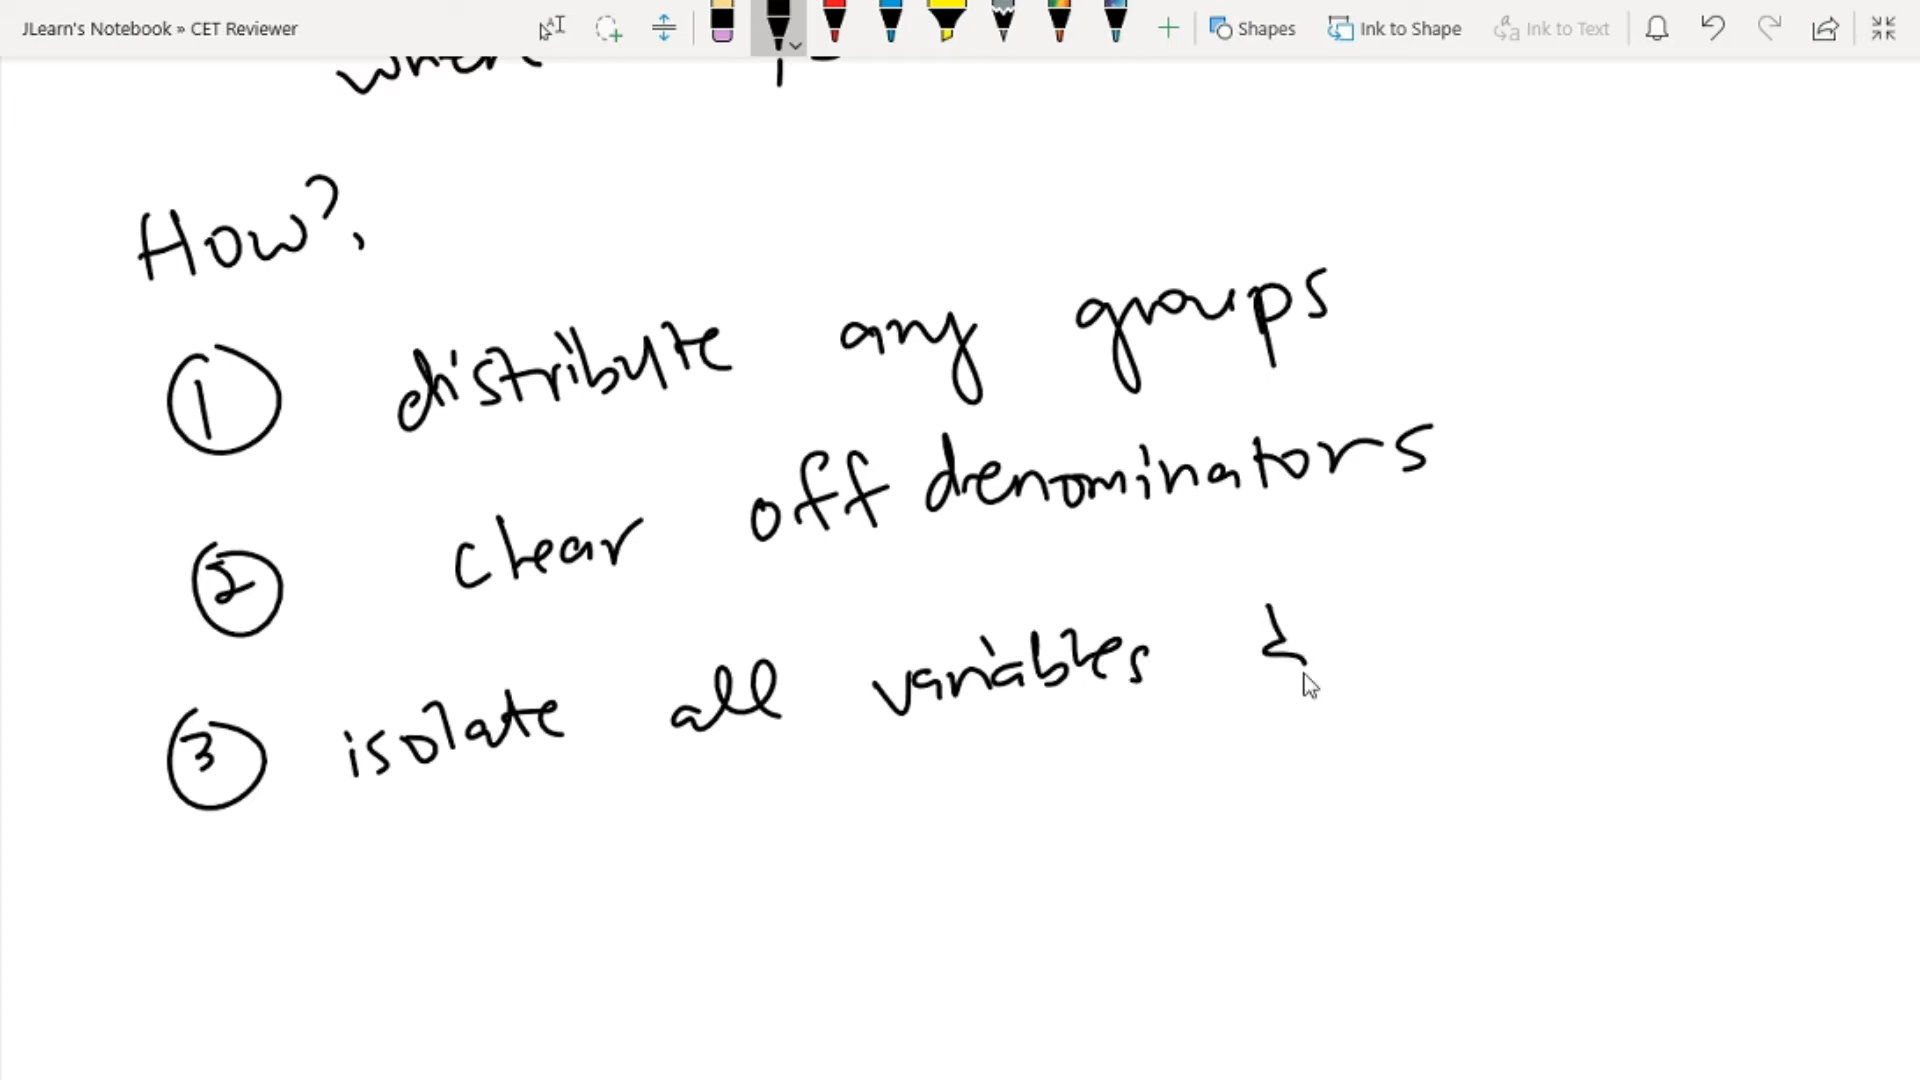 JLearn's Notebook » CET Reviewer
Shapes
Ink to Shape
Ink to Text
when
How?
1 distribute any groups
2 clear off denominators
3 isolate all variables &